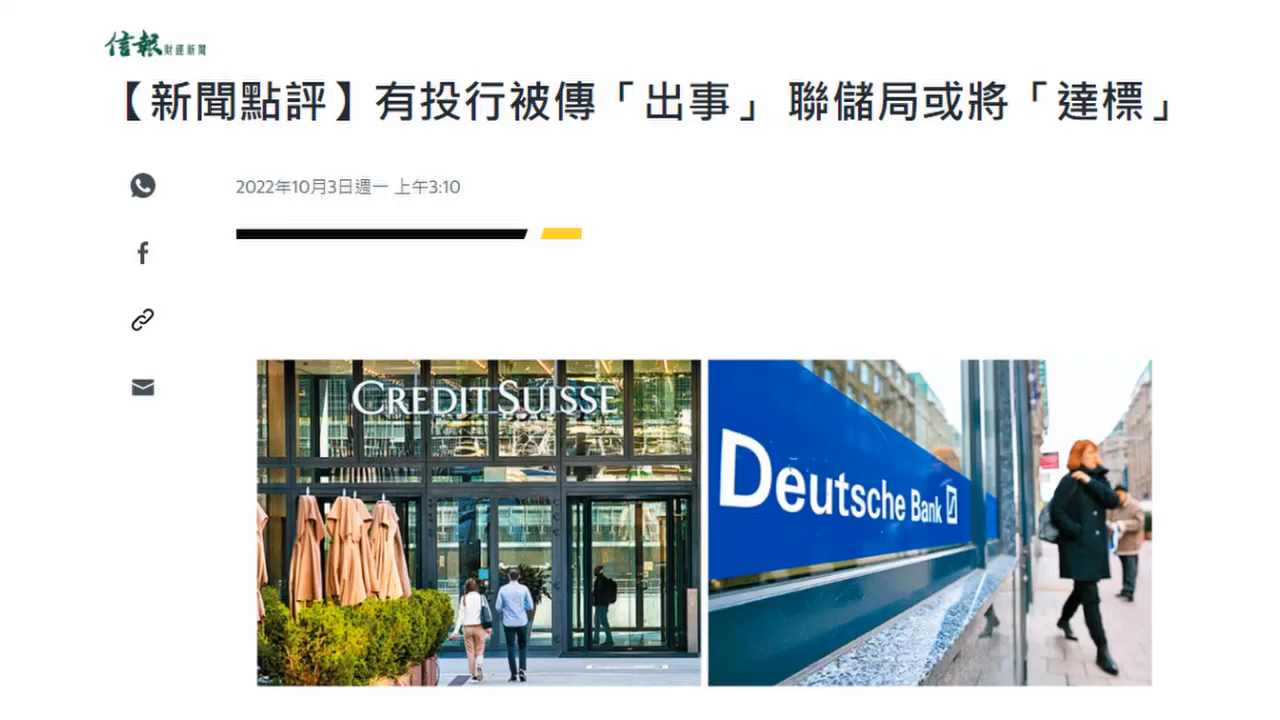 信報財經新聞
【新聞點評】有投行被傳「出事」 聯儲局或將「達標」
2022年10月3日週一 上午3:10
CREDIT SUISSE
Deutsche Bank